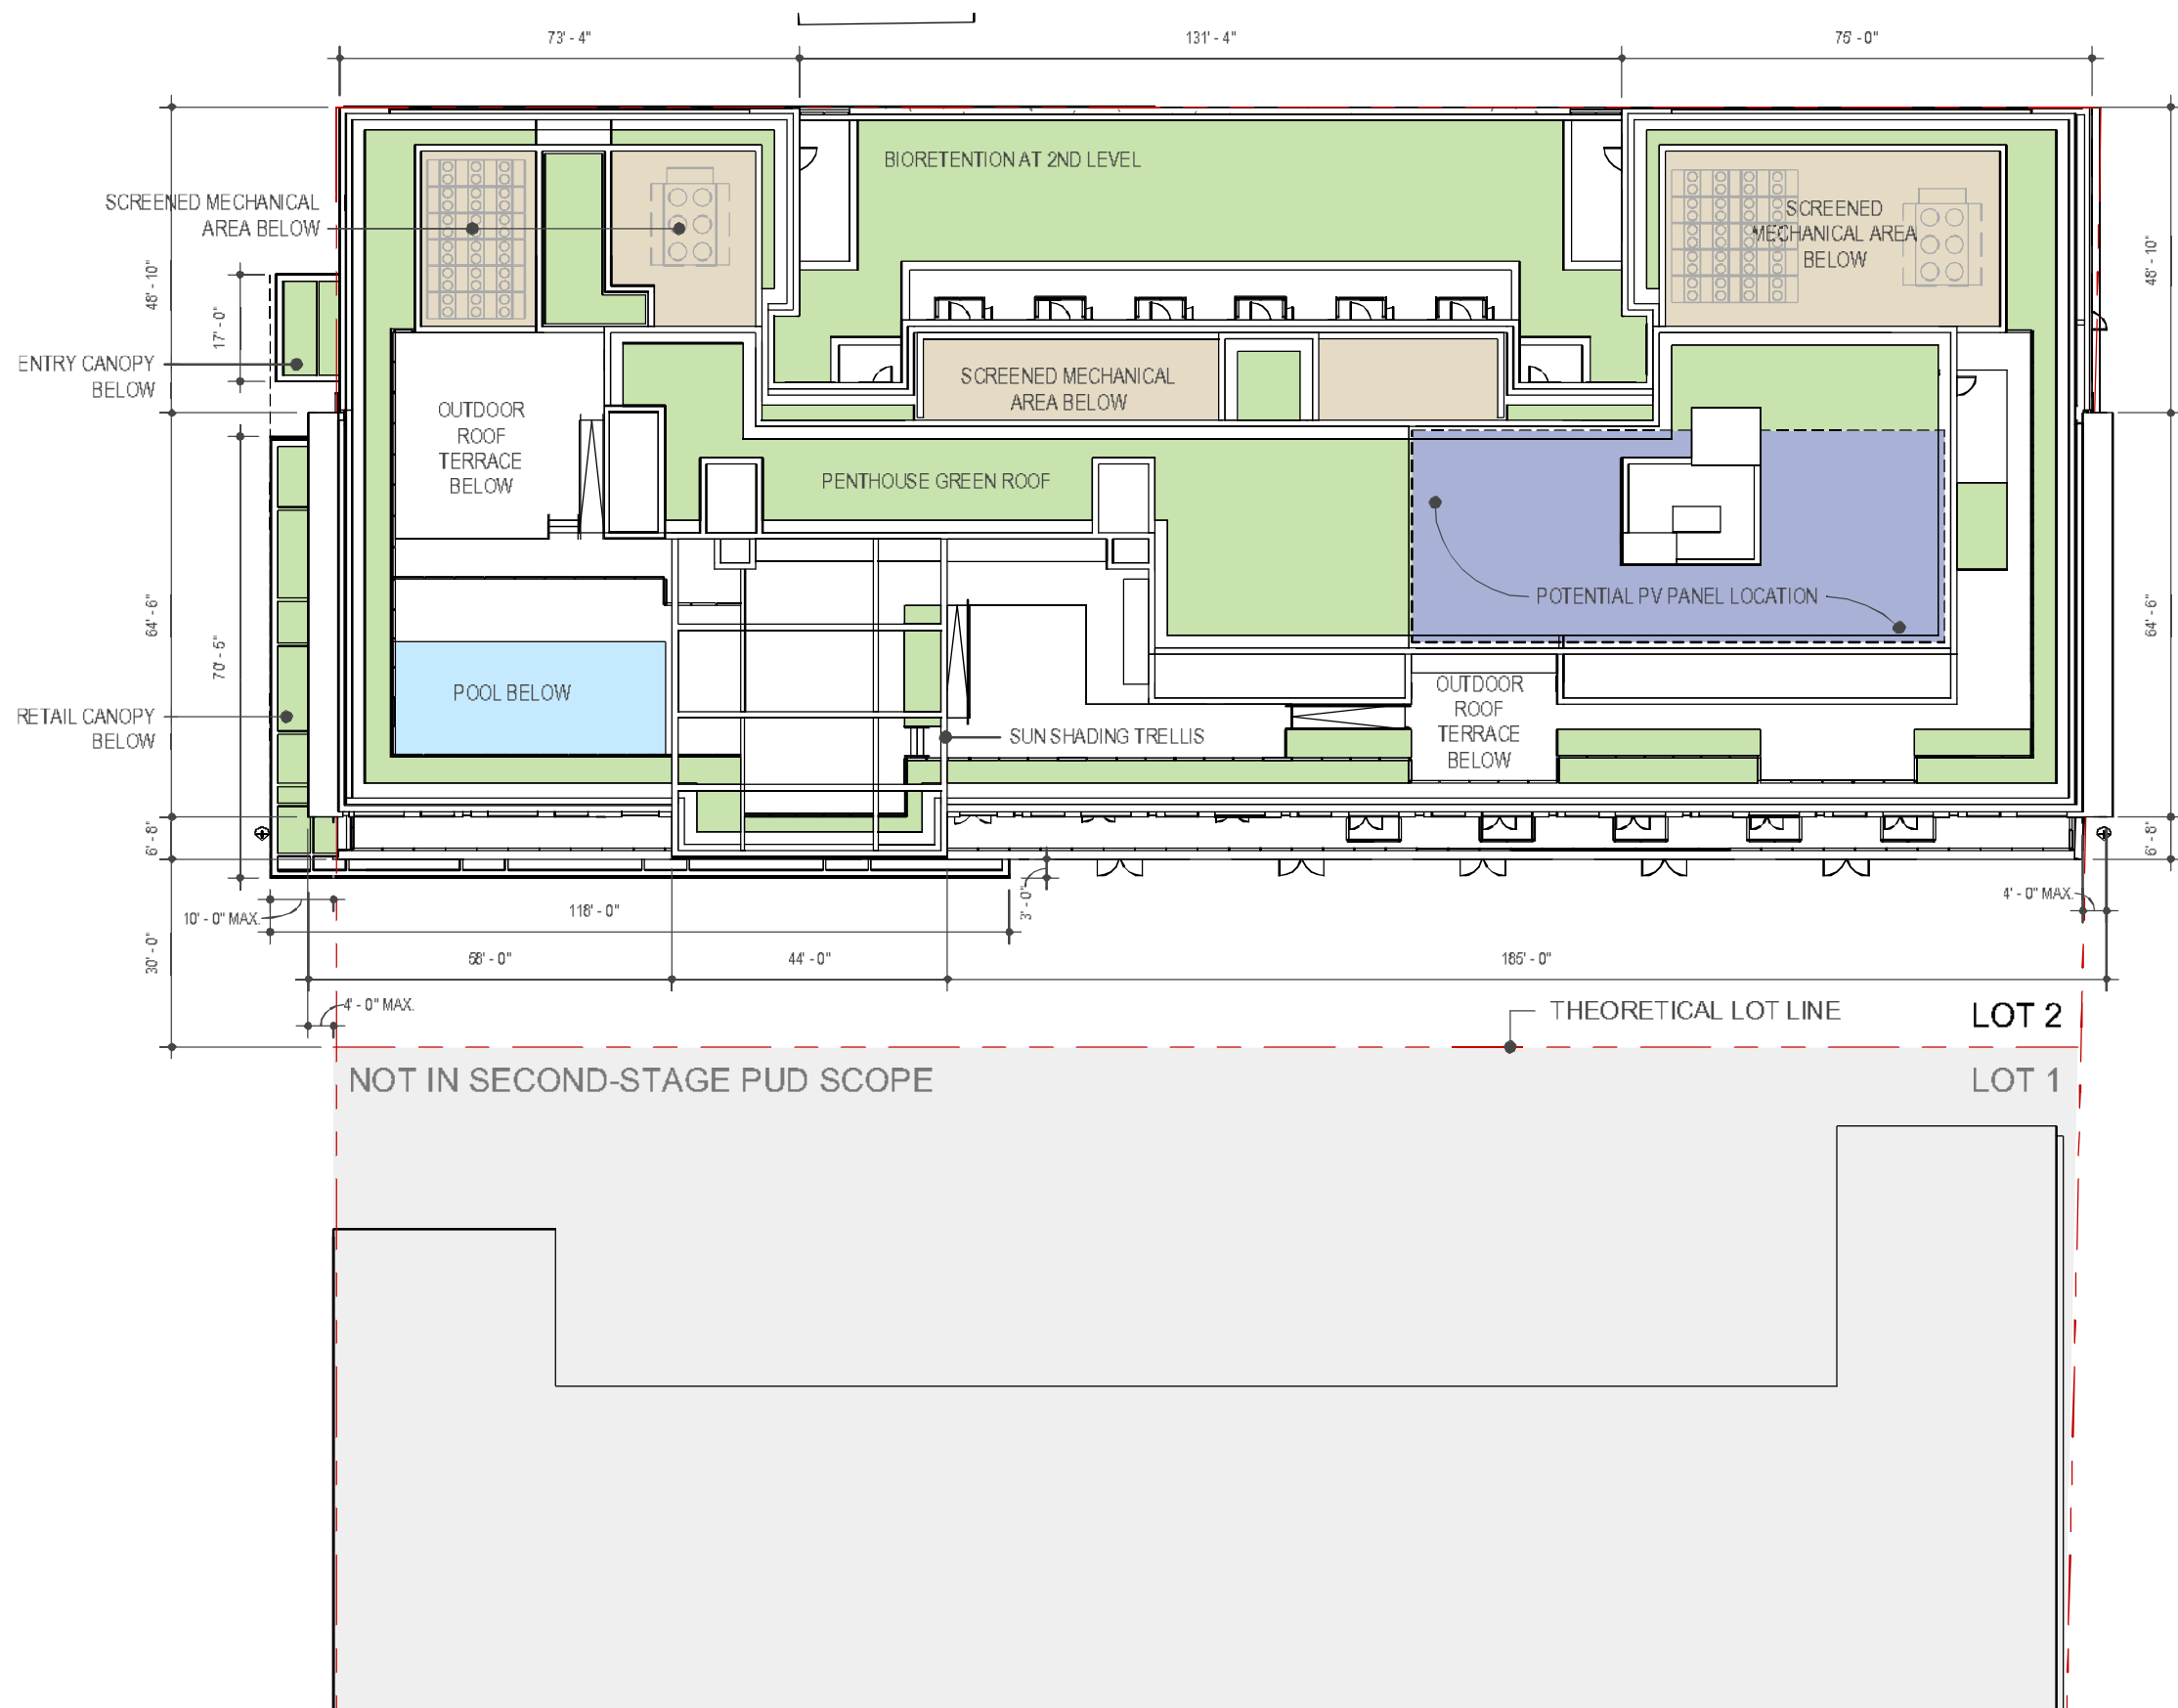 73' - 4"
131' - 4"
75' - 0"
BIORETENTION AT 2ND LEVEL
SCREENED MECHANICAL
AREA BELOW
SCREENED
MECHANICAL AREA
BELOW
48' - 10"
48' - 10"
17' - 0"
ENTRY CANOPY
BELOW
SCREENED MECHANICAL
AREA BELOW
OUTDOOR
ROOF
TERRACE
BELOW
PENTHOUSE GREEN ROOF
POTENTIAL PV PANEL LOCATION
64' - 6"
64' - 6"
70' - 5"
POOL BELOW
OUTDOOR
ROOF
TERRACE
BELOW
RETAIL CANOPY
BELOW
SUN SHADING TRELLIS
6' - 8"
6' - 8"
10' - 0" MAX.
118' - 0"
3' - 0"
4' - 0" MAX.
30' - 0"
58' - 0"
44' - 0"
185' - 0"
4' - 0" MAX.
THEORETICAL LOT LINE
LOT 2
NOT IN SECOND-STAGE PUD SCOPE
LOT 1